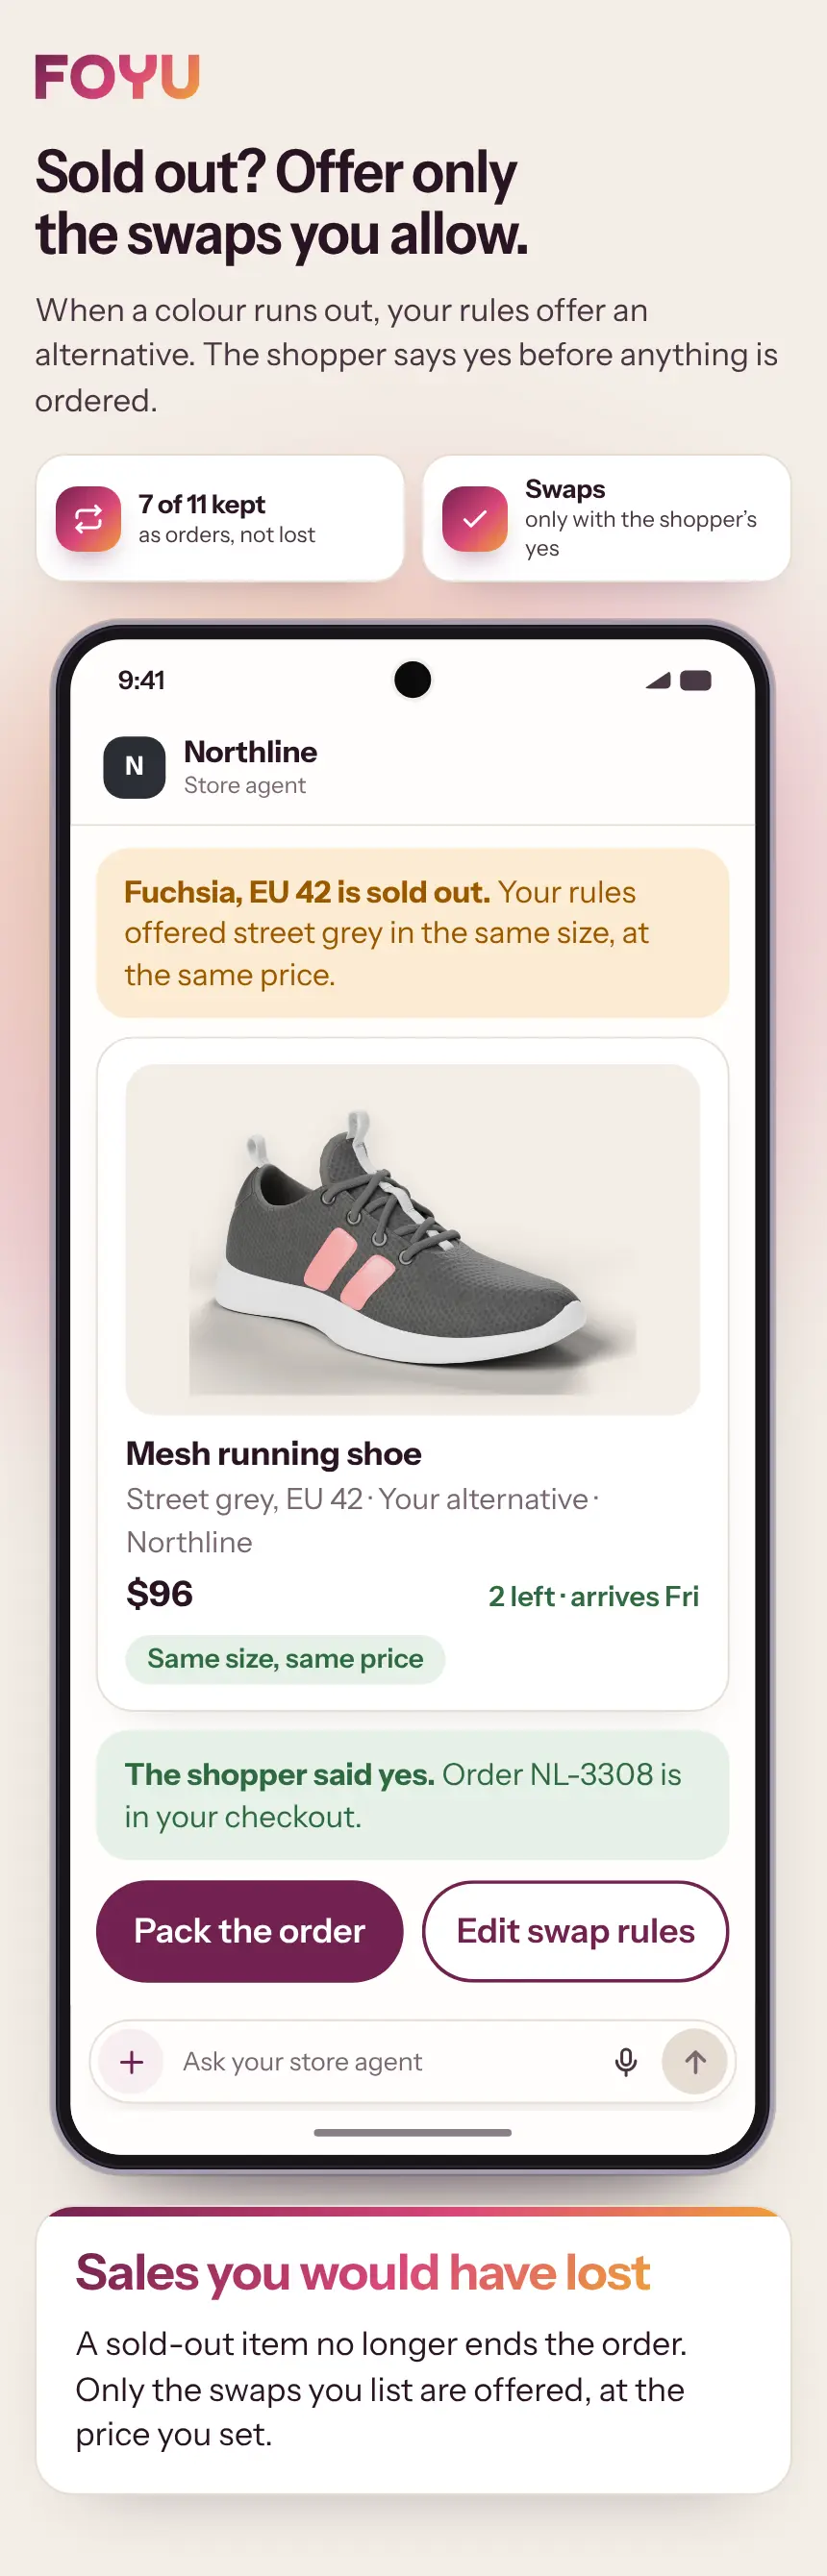 FOYU
Sold out? Offer only
the swaps you allow.
When a colour runs out, your rules offer an
alternative. The shopper says yes before anything is
ordered.
7 of 11 kept
as orders, not lost
Swaps
only with the shopper’s
yes
9:41
N
Northline
Store agent
Fuchsia, EU 42 is sold out. Your rules
offered street grey in the same size, at
the same price.
Mesh running shoe
Street grey, EU 42 · Your alternative ·
Northline
$96
2 left · arrives Fri
Same size, same price
The shopper said yes. Order NL-3308 is
in your checkout.
Pack the order
Edit swap rules
Ask your store agent
Sales you would have lost
A sold-out item no longer ends the order.
Only the swaps you list are offered, at the
price you set.